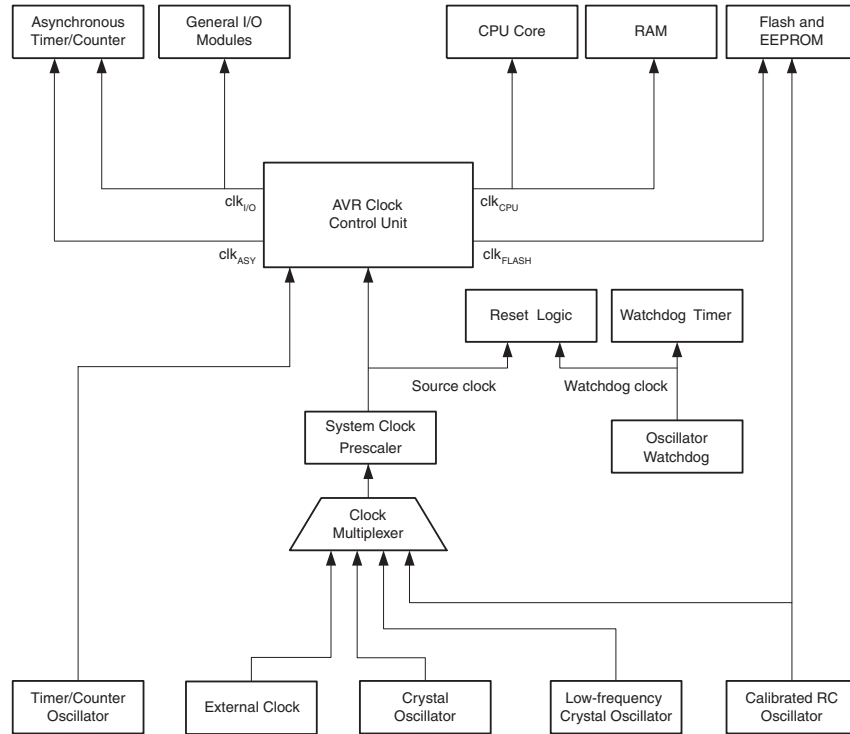 Asynchronous
Timer/Counter
General I/O
Modules
CPU Core
RAM
Flash and
EEPROM
clkI/O
AVR Clock
Control Unit
clkCPU
clkASY
clkFLASH
Reset Logic
Watchdog Timer
Source clock
Watchdog clock
System Clock
Prescaler
Oscillator
Watchdog
Clock
Multiplexer
Timer/Counter
Oscillator
External Clock
Crystal
Oscillator
Low-frequency
Crystal Oscillator
Calibrated RC
Oscillator